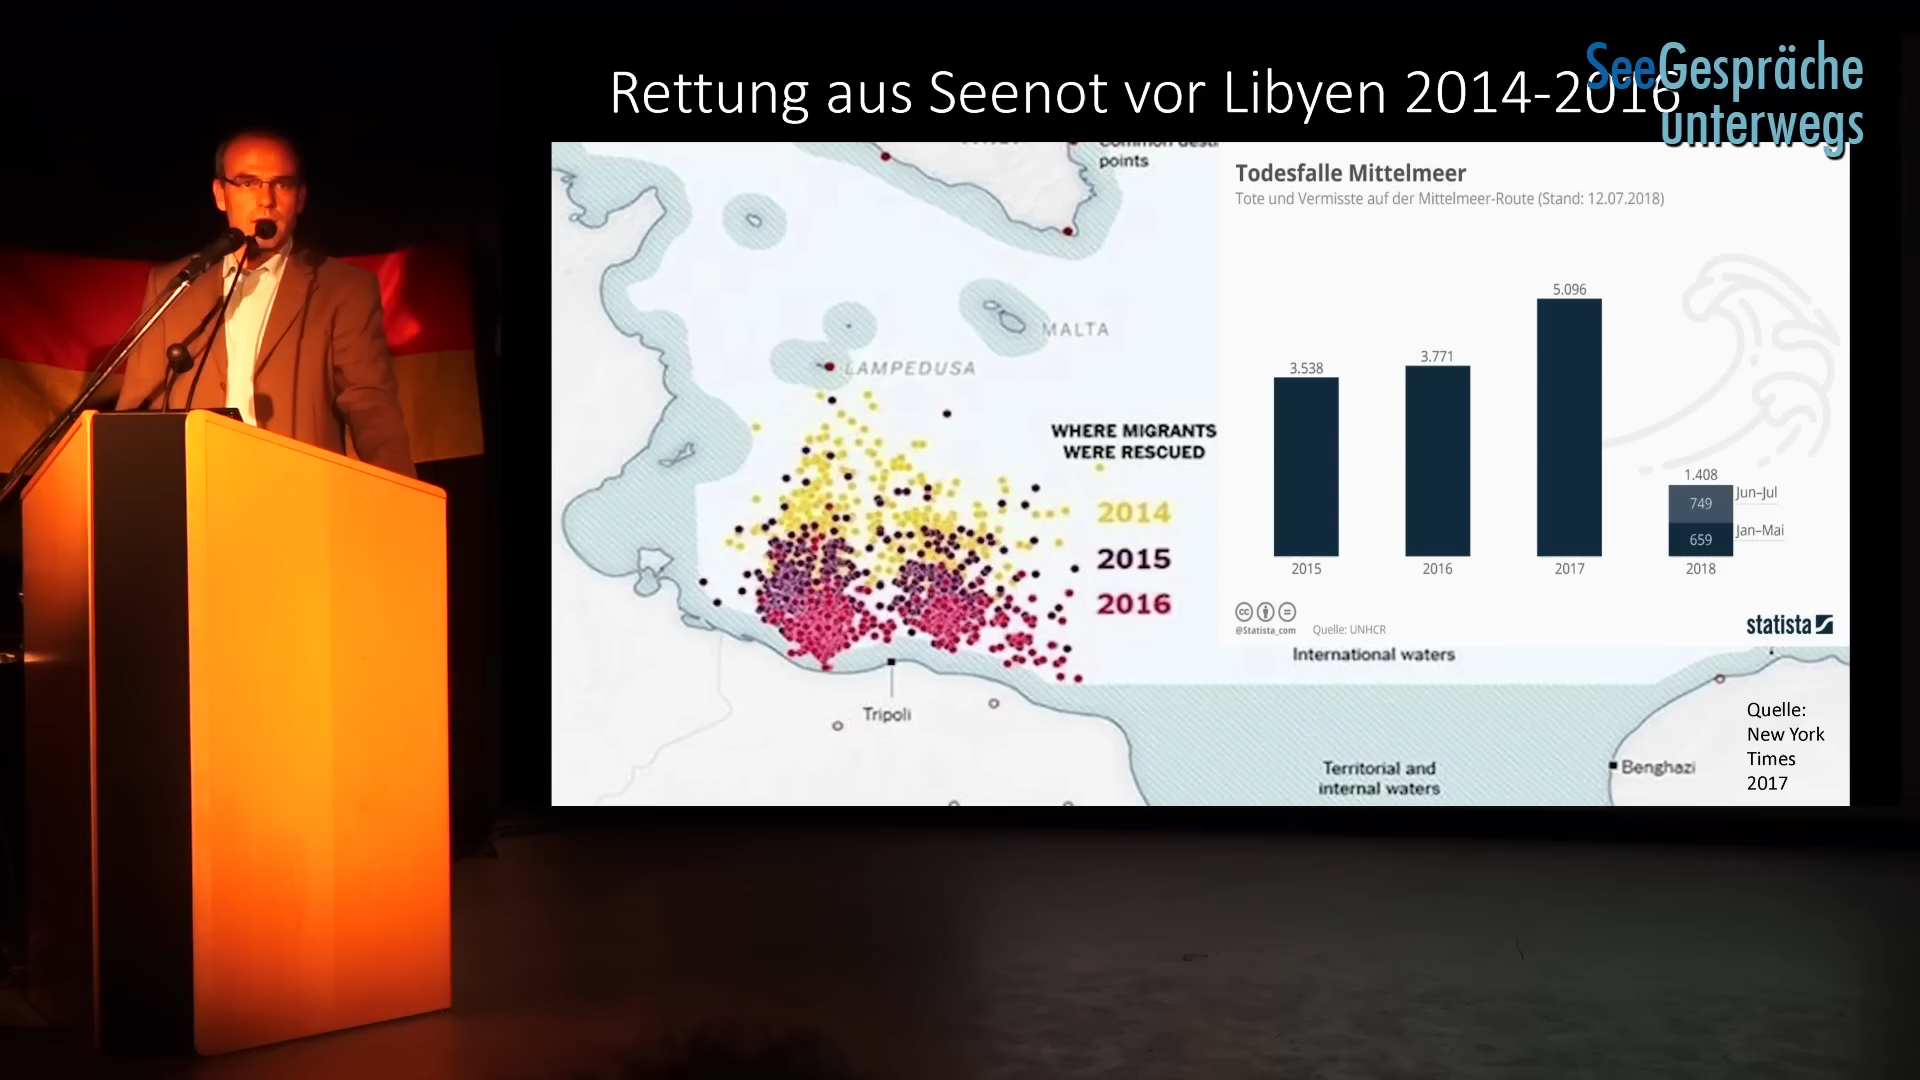 Rettung aus Seenot vor Libyen 2014-2016
SeeGespräche
unterwegs
points
MALTA
LAMPEDUSA
WHERE MIGRANTS
WERE RESCUED
2014
2015
2016
Tripoli
Todesfalle Mittelmeer
Tote und Vermisste auf der Mittelmeer-Route (Stand: 12.07.2018)
3.538
3.771
5.096
1.408
749
Jun–Jul
659
Jan–Mai
2015
2016
2017
2018
@Statista_com
Quelle: UNHCR
statista
International waters
Territorial and
internal waters
Benghazi
Quelle:
New York
Times
2017